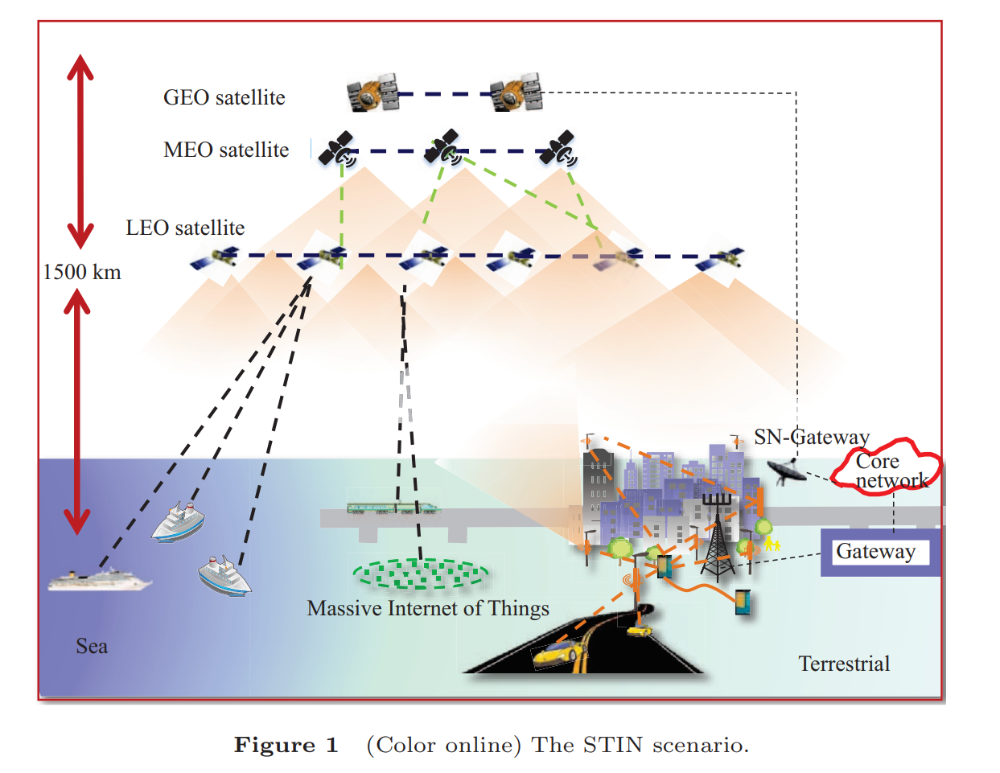 GEO satellite
MEO satellite
LEO satellite
1500 km
SN-Gateway
Core
network
Gateway
Massive Internet of Things
Sea
Terrestrial
Figure 1 (Color online) The STIN scenario.